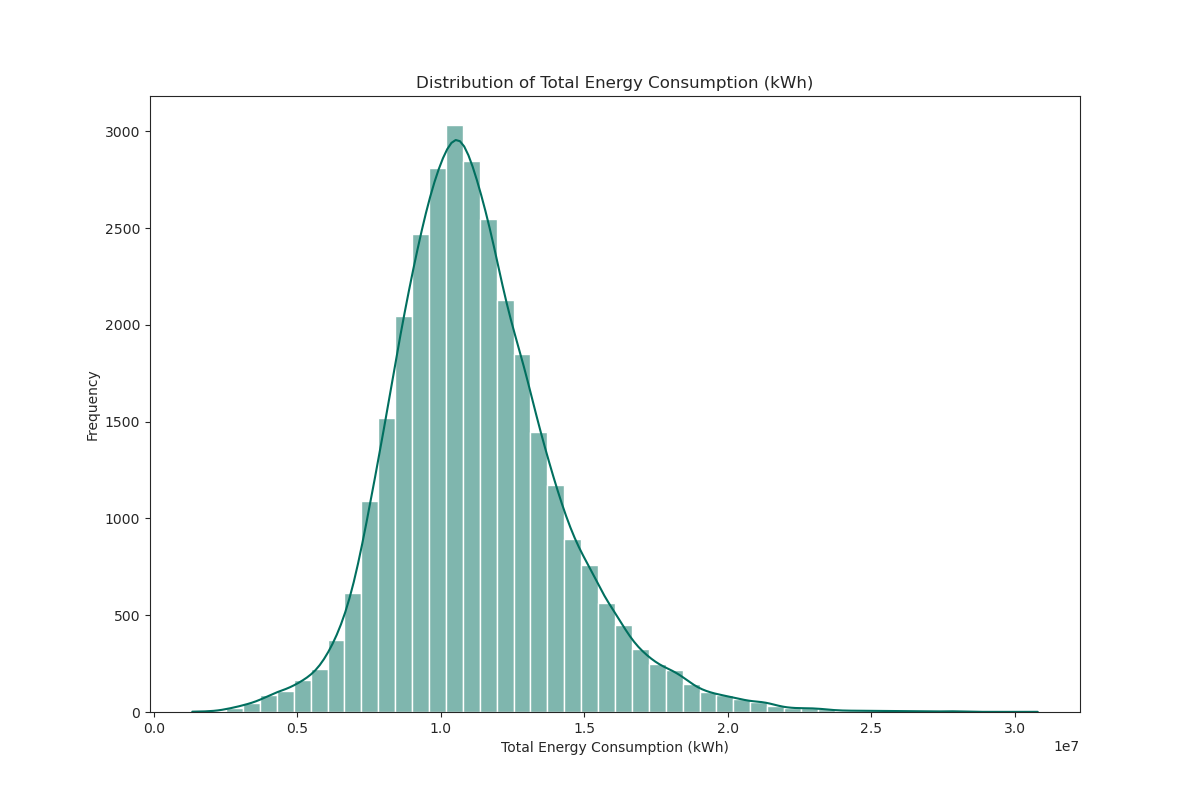 Distribution of Total Energy Consumption (kWh)
Frequency
3000
2500
2000
1500
1000
500
0
0.0 0.5 1.0 1.5 2.0 2.5 3.0
1e7
Total Energy Consumption (kWh)